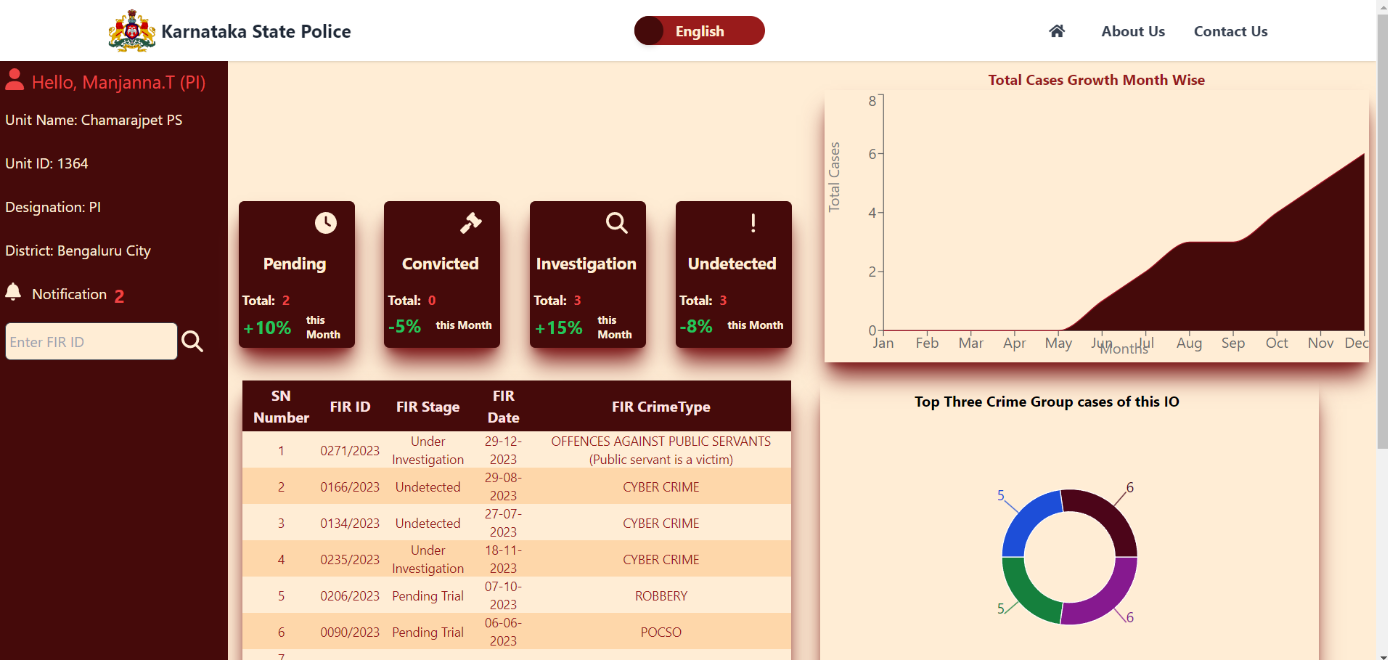 Karnataka State Police
English
About Us
Contact Us
Hello, Manjanna.T (PI)
Unit Name: Chamarajpet PS
Unit ID: 1364
Designation: PI
District: Bengaluru City
Notification 2
Enter FIR ID
Pending
Total: 2
+10% this Month
Convicted
Total: 0
-5% this Month
Investigation
Total: 3
+15% this Month
Undetected
Total: 3
-8% this Month
Total Cases Growth Month Wise
Total Cases
8
6
4
2
0
Jan Feb Mar Apr May Jun Jul Aug Sep Oct Nov Dec
Months
SN Number FIR ID FIR Stage FIR Date FIR CrimeType
1 0271/2023 Under Investigation 29-12-2023 OFFENCES AGAINST PUBLIC SERVANTS (Public servant is a victim)
2 0166/2023 Undetected 29-08-2023 CYBER CRIME
3 0134/2023 Undetected 27-07-2023 CYBER CRIME
4 0235/2023 Under Investigation 18-11-2023 CYBER CRIME
5 0206/2023 Pending Trial 07-10-2023 ROBBERY
6 0090/2023 Pending Trial 06-06-2023 POCSO
7
Top Three Crime Group cases of this IO
5
6
5
6